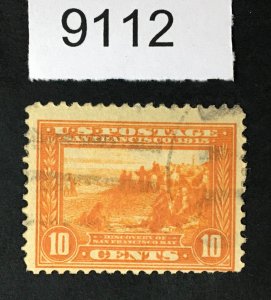 9112
U.S. POSTAGE
SAN FRANCISCO 1915
DISCOVERY OF
SAN FRANCISCO BAY
10 CENTS 10